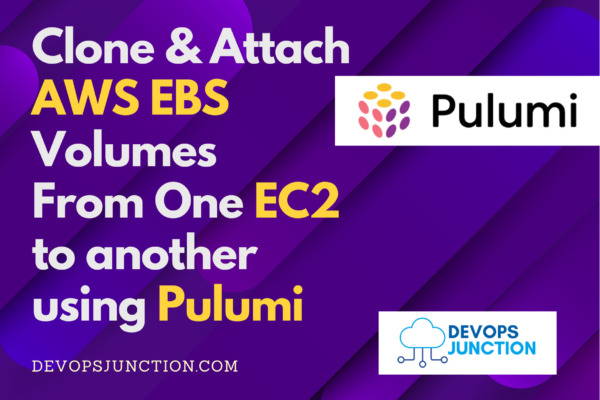 Clone & Attach
AWS EBS
Volumes
From One EC2
to another
using Pulumi
Pulumi
DEVOPS
JUNCTION
DEVOPSJUNCTION.COM